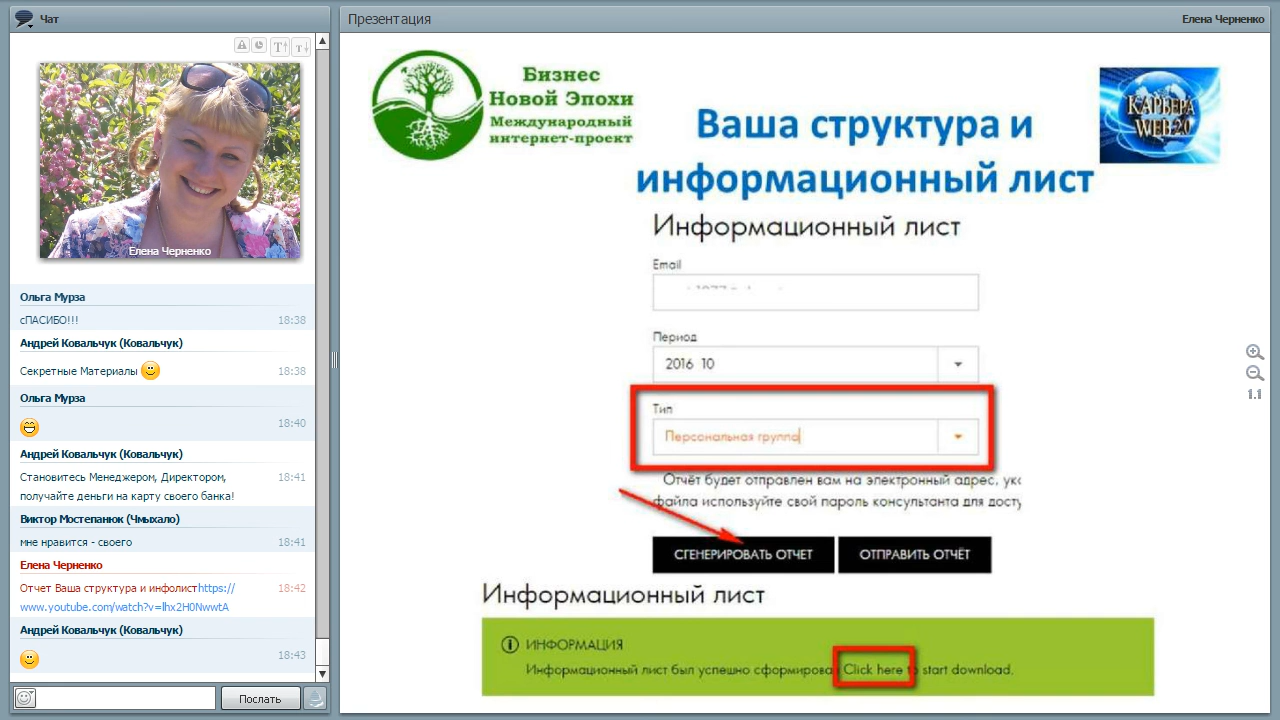 Чат
Елена Черненко
Ольга Мурза
сПАСИБО!!!
18:38
Андрей Ковальчук (Ковальчук)
Секретные Материалы
18:38
Ольга Мурза
18:40
Андрей Ковальчук (Ковальчук)
Становитесь Менеджером, Директором,
18:41
получайте деньги на карту своего банка!
Виктор Мостепанюк (Чмыхало)
мне нравится - своего
18:41
Елена Черненко
Отчет Ваша структура и инфолистhttps://
18:42
www.youtube.com/watch?v=lhx2H0NwwtA
Андрей Ковальчук (Ковальчук)
18:43
Послать
Презентация
Елена Черненко
Бизнес
Новой Эпохи
Международный
интернет-проект
КАРЬЕРА
WEB 2.0
Ваша структура и
информационный лист
Информационный лист
Email
Период
2016 10
Тип
Персональная группа
Отчёт будет отправлен вам на электронный адрес, ук
файла используйте свой пароль консультанта для досту
СГЕНЕРИРОВАТЬ ОТЧЕТ
ОТПРАВИТЬ ОТЧЁТ
Информационный лист
ИНФОРМАЦИЯ
Информационный лист был успешно сформирова Click here to start download.
1.1